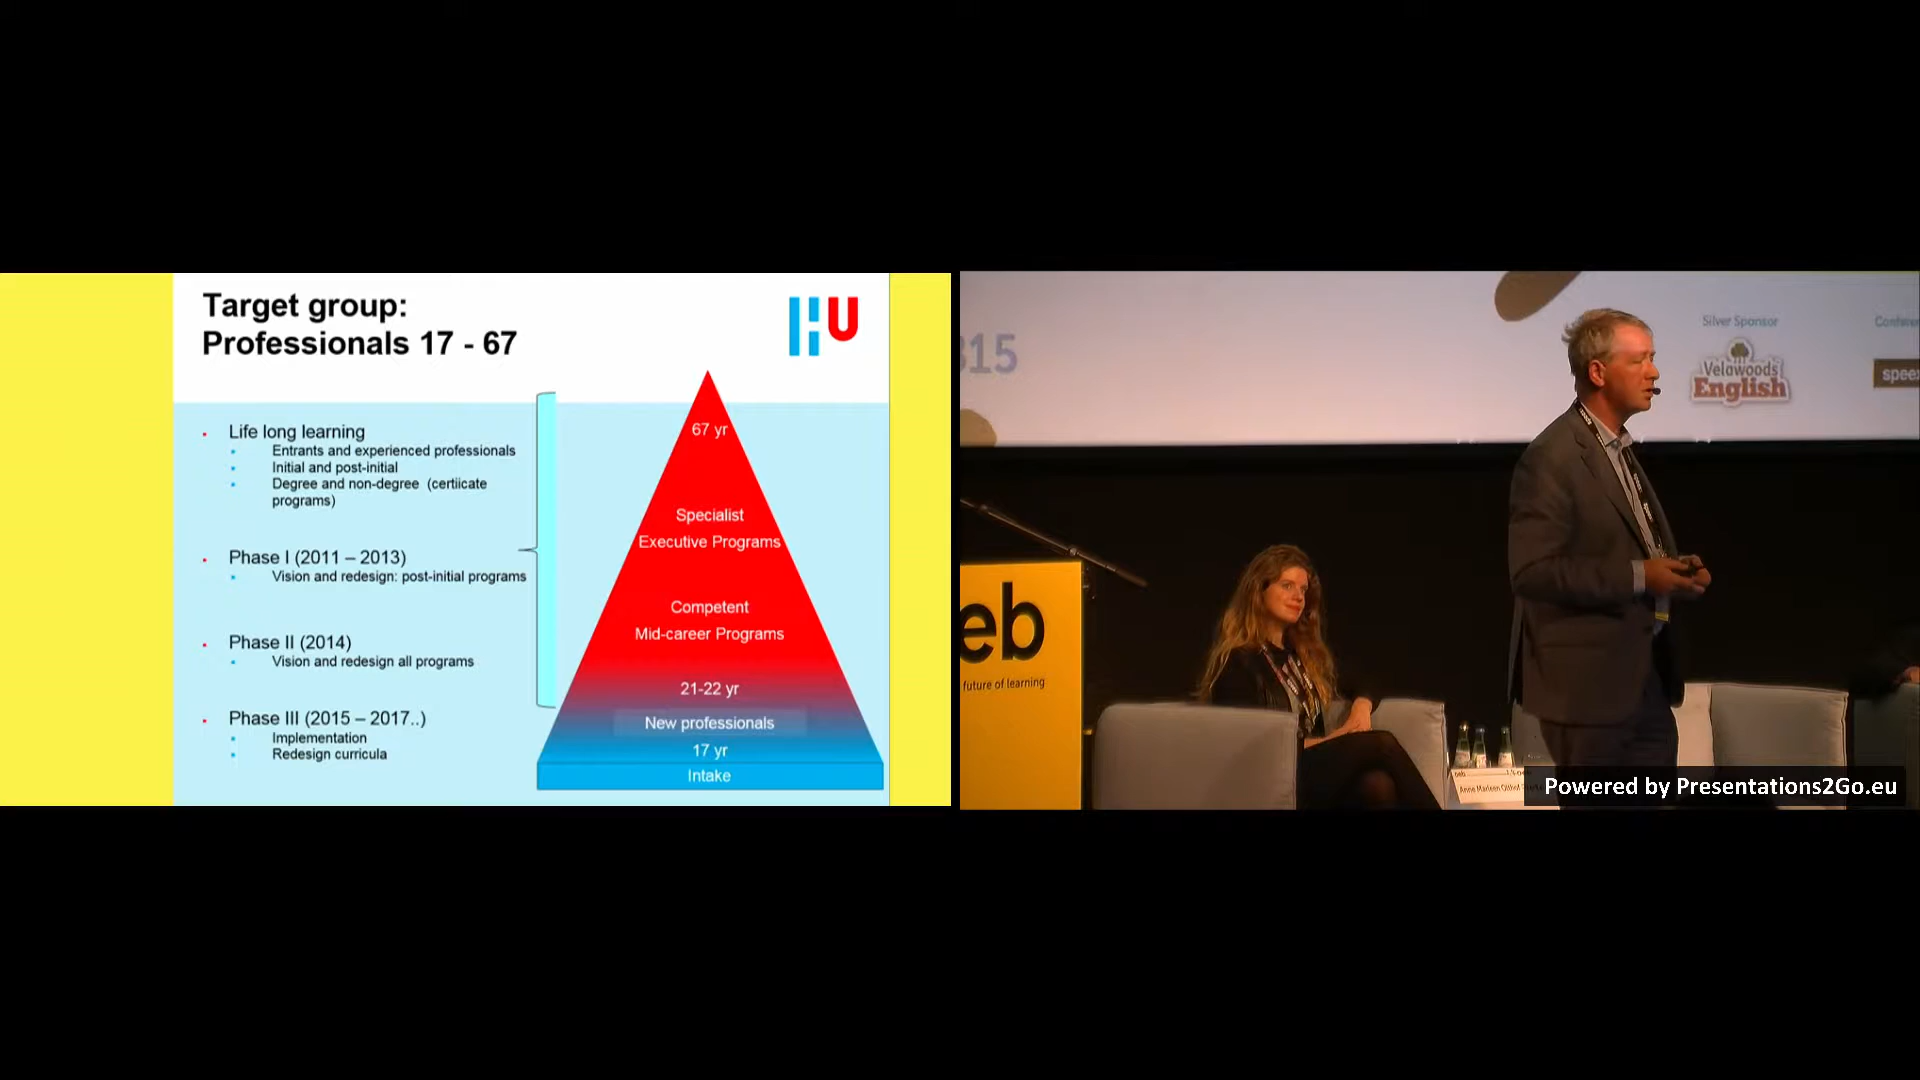 Target group:
Professionals 17 - 67
HU
Life long learning
Entrants and experienced professionals
Initial and post-initial
Degree and non-degree (certiicate
programs)
Phase I (2011 – 2013)
Vision and redesign: post-initial programs
Phase II (2014)
Vision and redesign all programs
Phase III (2015 – 2017..)
Implementation
Redesign curricula
67 yr
Specialist
Executive Programs
Competent
Mid-career Programs
21-22 yr
New professionals
17 yr
Intake
15
Silver Sponsor
Velawoods
English
speex
eb
future of learning
Anne Marleen
Powered by Presentations2Go.eu